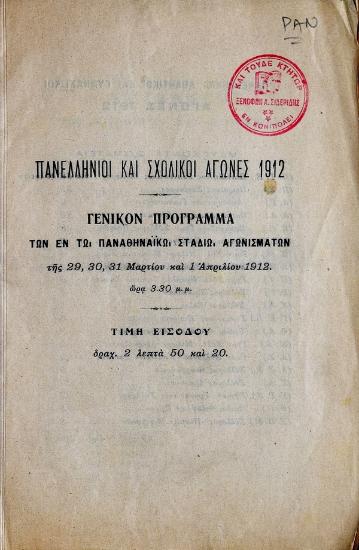 PAN
ΚΑΙ ΤΟΥΔΕ ΚΤΗΤΩΡ
ΞΕΝΟΦΩΝ Λ. ΣΙΔΕΡΙΔΗΣ
ΕΝ ΚΩΝ|ΠΟΛΕΙ
ΠΑΝΕΛΛΗΝΙΟΙ ΚΑΙ ΣΧΟΛΙΚΟΙ ΑΓΩΝΕΣ 1912
ΓΕΝΙΚΟΝ ΠΡΟΓΡΑΜΜΑ
ΤΩΝ ΕΝ ΤΩι ΠΑΝΑΘΗΝΑΪΚΩι ΣΤΑΔΙΩι ΑΓΩΝΙΣΜΑΤΩΝ
τῆς 29, 30, 31 Μαρτίου καὶ 1 Ἀπριλίου 1912.
ὥρᾳ 3.30 μ.μ.
ΤΙΜΗ ΕΙΣΟΔΟΥ
δραχ. 2 λεπτὰ 50 καὶ 20.